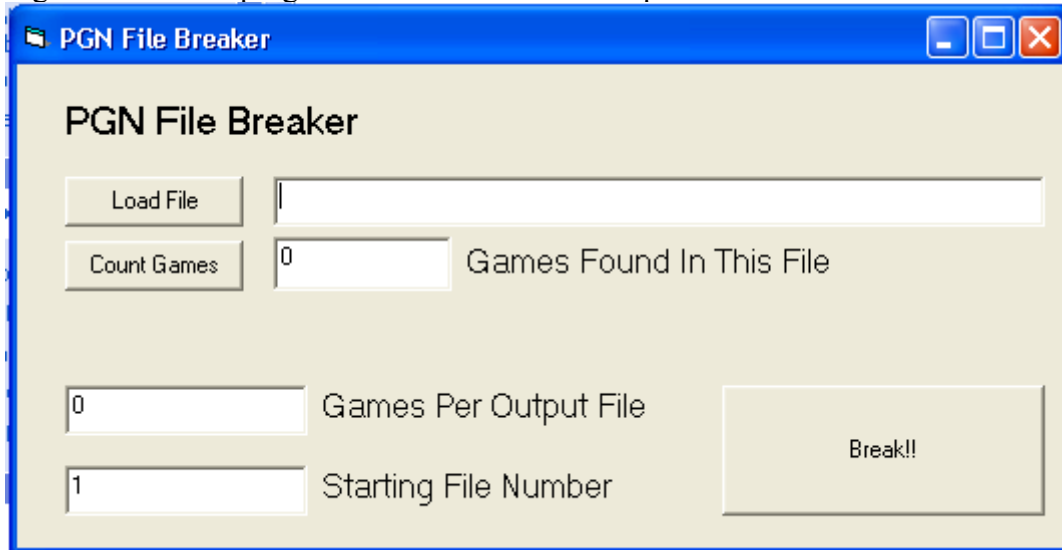 PGN File Breaker
PGN File Breaker
Load File
Count Games 0 Games Found In This File
0 Games Per Output File
Break!!
1 Starting File Number